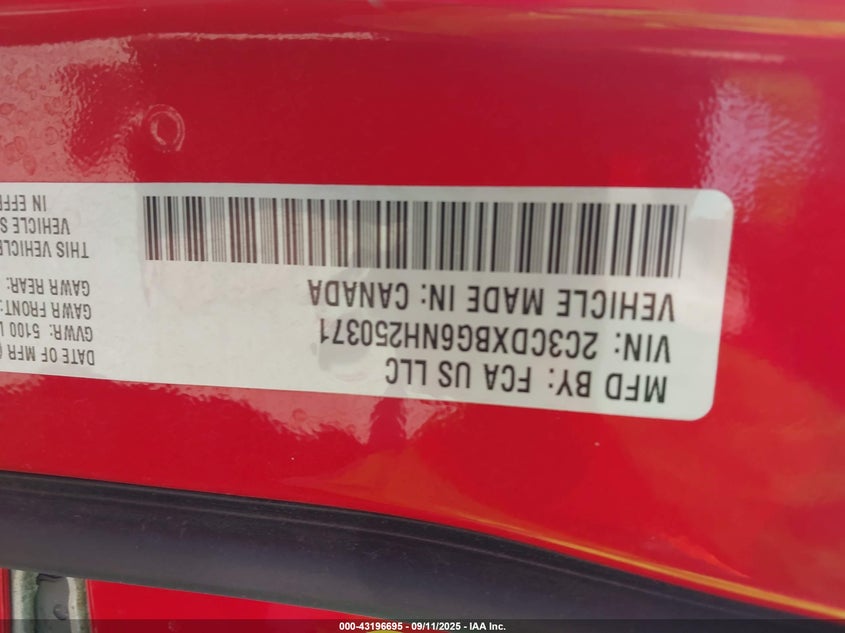 MFD BY: FCA US LLC
VIN: 2C3CDXBG6NH250371
VEHICLE MADE IN: CANADA
DATE OF MFR
GVWR: 5100 L
GAWR FRONT:
GAWR REAR:
THIS VEHICLE
VEHICLE S
IN EFF
000-43196695 - 09/11/2025 - IAA Inc.